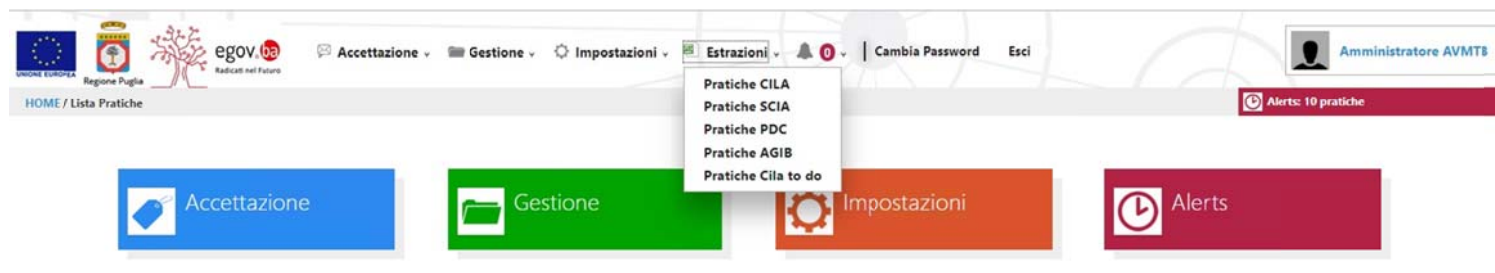 UNIONE EUROPEA
Regione Puglia
egov.ba
Radicati nel Futuro
Accettazione
Gestione
Impostazioni
Estrazioni
0
Cambia Password
Esci
Amministratore AVMTB
HOME / Lista Pratiche
Alerts: 10 pratiche
Pratiche CILA
Pratiche SCIA
Pratiche PDC
Pratiche AGIB
Pratiche Cila to do
Accettazione
Gestione
Impostazioni
Alerts